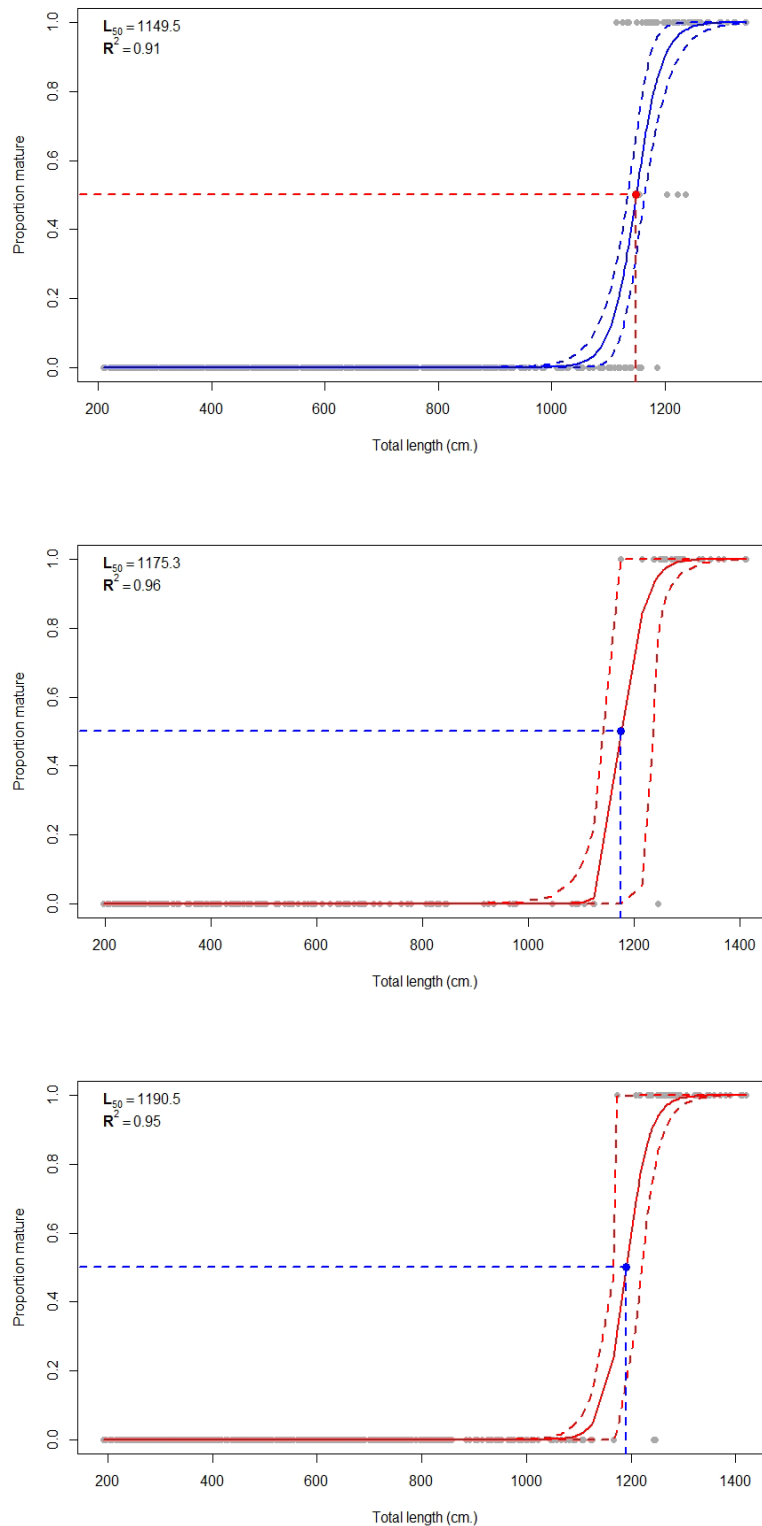 L50 = 1149.5
R2 = 0.91
Proportion mature
0.0 0.2 0.4 0.6 0.8 1.0
200 400 600 800 1000 1200
Total length (cm.)
L50 = 1175.3
R2 = 0.96
Proportion mature
0.0 0.2 0.4 0.6 0.8 1.0
200 400 600 800 1000 1200 1400
Total length (cm.)
L50 = 1190.5
R2 = 0.95
Proportion mature
0.0 0.2 0.4 0.6 0.8 1.0
200 400 600 800 1000 1200 1400
Total length (cm.)